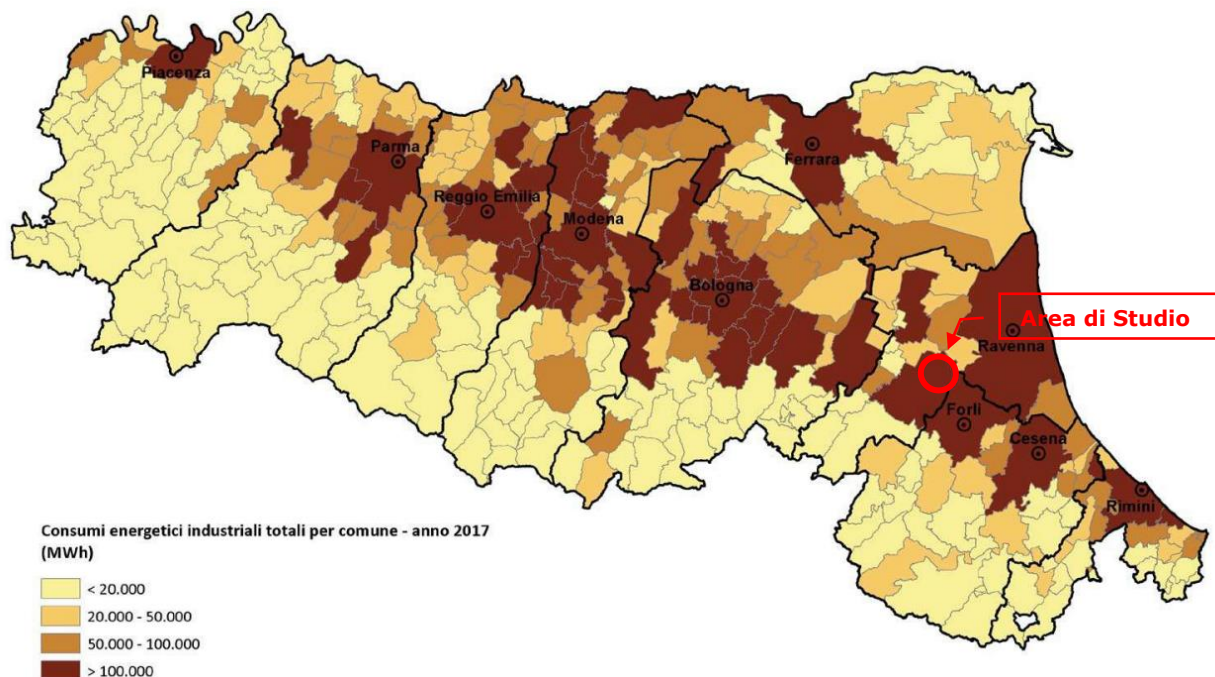 Piacenza
Parma
Reggio Emilia
Modena
Ferrara
Bologna
Area di Studio
Ravenna
Forlì
Cesena
Rimini
Consumi energetici industriali totali per comune - anno 2017
(MWh)
< 20.000
20.000 - 50.000
50.000 - 100.000
> 100.000